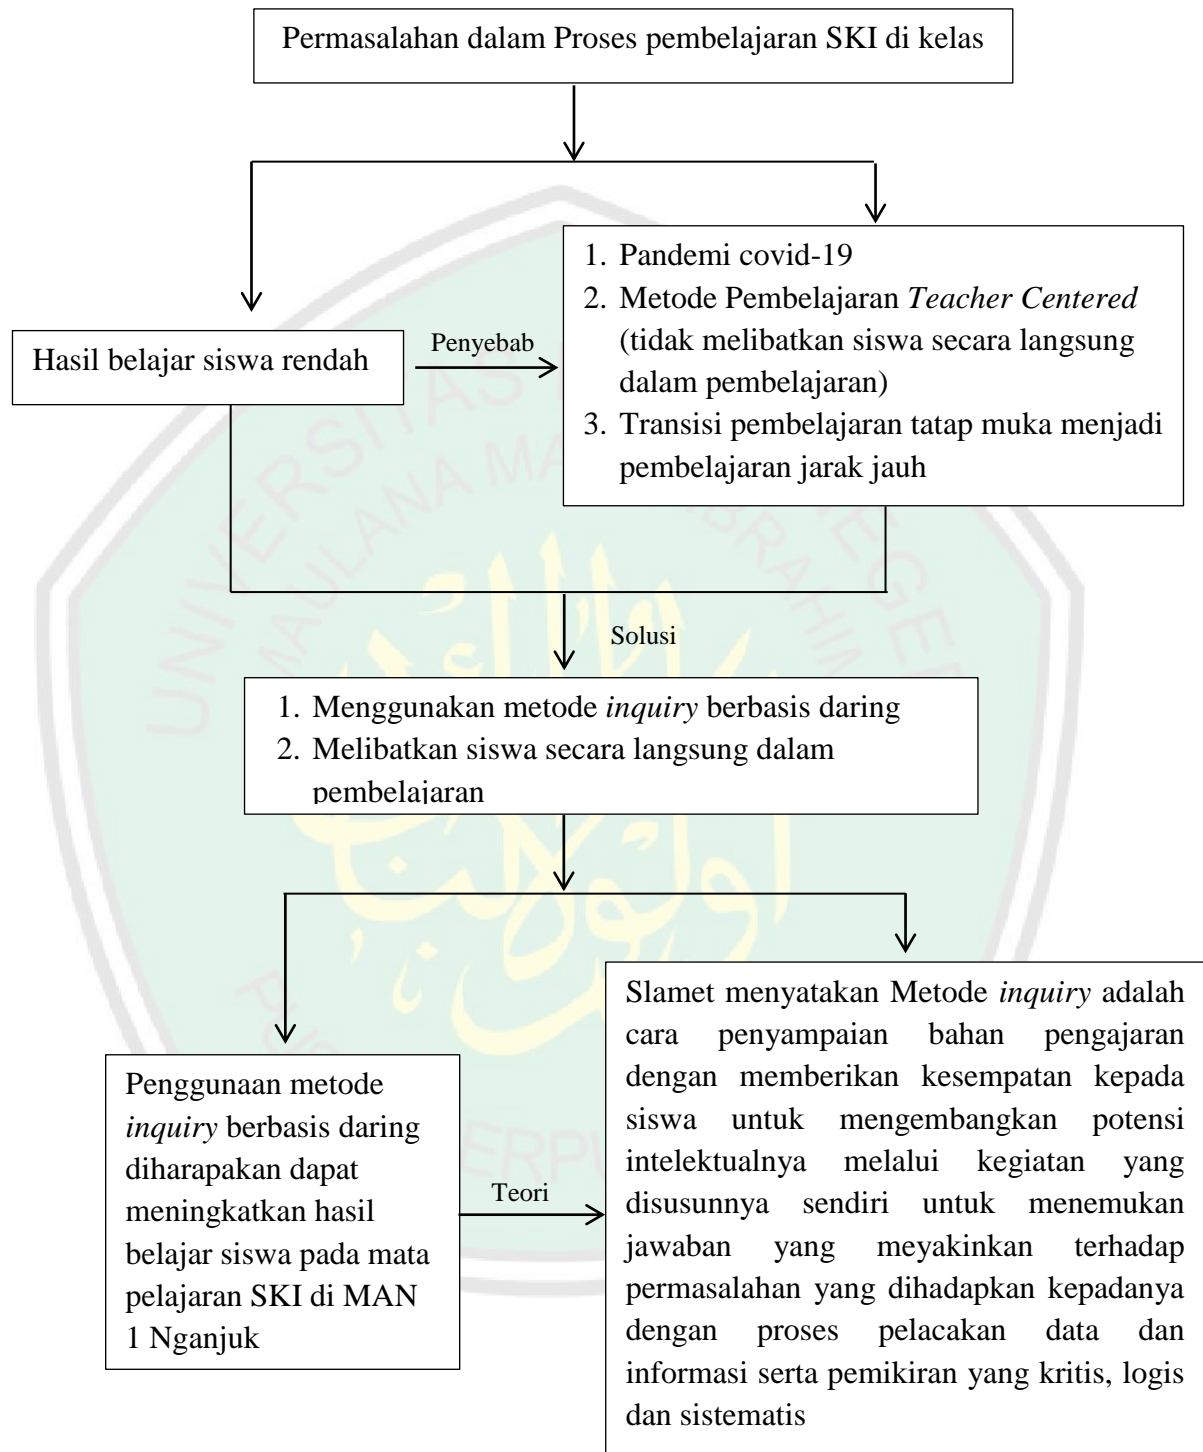 Permasalahan dalam Proses pembelajaran SKI di kelas
1. Pandemi covid-19
2. Metode Pembelajaran Teacher Centered
(tidak melibatkan siswa secara langsung
dalam pembelajaran)
3. Transisi pembelajaran tatap muka menjadi
pembelajaran jarak jauh
Hasil belajar siswa rendah
Penyebab
Solusi
1. Menggunakan metode inquiry berbasis daring
2. Melibatkan siswa secara langsung dalam
pembelajaran
Penggunaan metode
inquiry berbasis daring
diharapakan dapat
meningkatkan hasil
belajar siswa pada mata
pelajaran SKI di MAN
1 Nganjuk
Teori
Slamet menyatakan Metode inquiry adalah
cara penyampaian bahan pengajaran
dengan memberikan kesempatan kepada
siswa untuk mengembangkan potensi
intelektualnya melalui kegiatan yang
disusunnya sendiri untuk menemukan
jawaban yang meyakinkan terhadap
permasalahan yang dihadapkan kepadanya
dengan proses pelacakan data dan
informasi serta pemikiran yang kritis, logis
dan sistematis